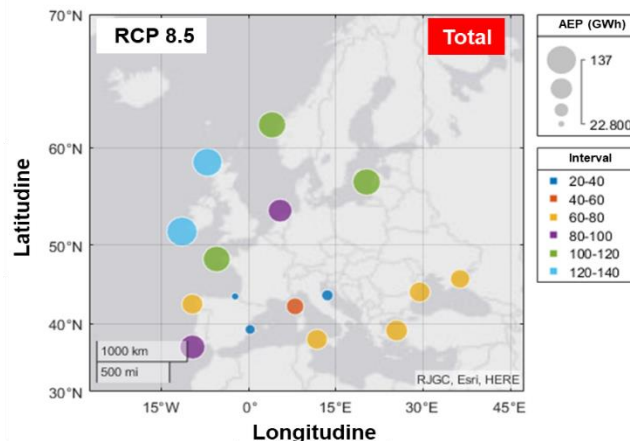 RCP 8.5
Total
70°N
60°N
50°N
40°N
30°N
Latitudine
1000 km
500 mi
RJGC, Esri, HERE
15°W
0°
15°E
30°E
45°E
Longitudine
AEP (GWh)
137
22.800
Interval
20-40
40-60
60-80
80-100
100-120
120-140